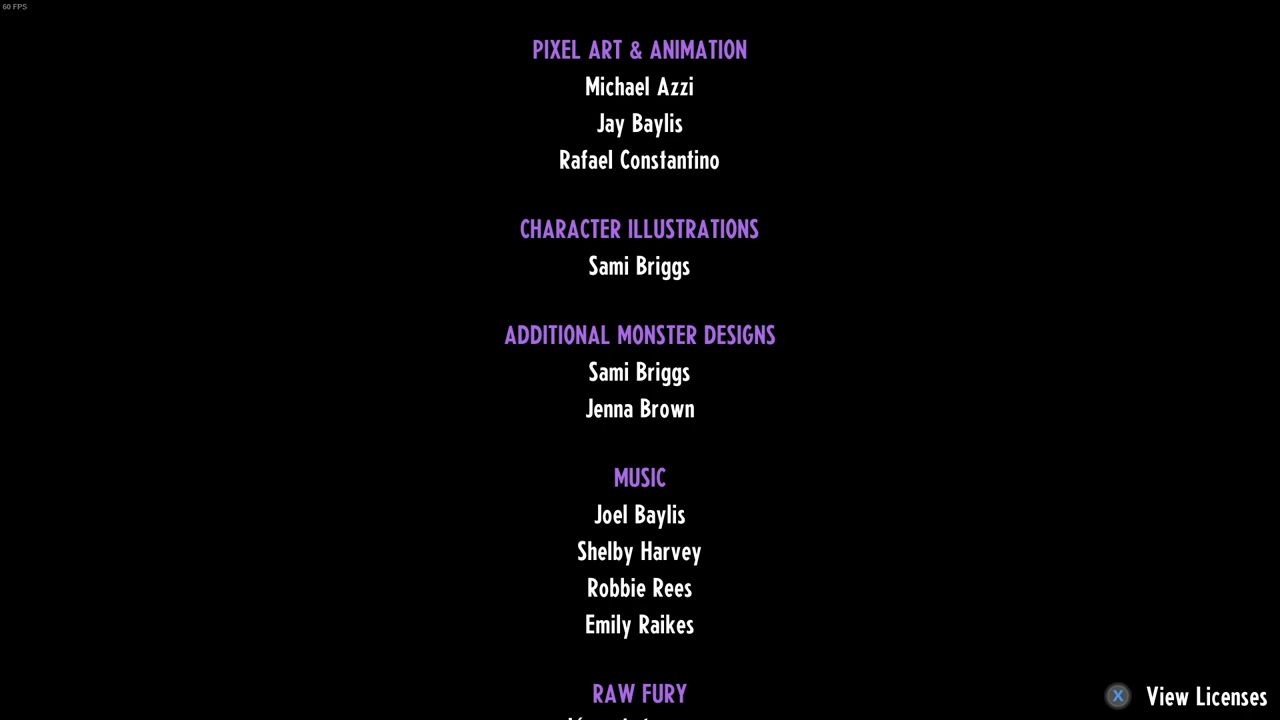 60 FPS
PIXEL ART & ANIMATION
Michael Azzi
Jay Baylis
Rafael Constantino
CHARACTER ILLUSTRATIONS
Sami Briggs
ADDITIONAL MONSTER DESIGNS
Sami Briggs
Jenna Brown
MUSIC
Joel Baylis
Shelby Harvey
Robbie Rees
Emily Raikes
RAW FURY
View Licenses